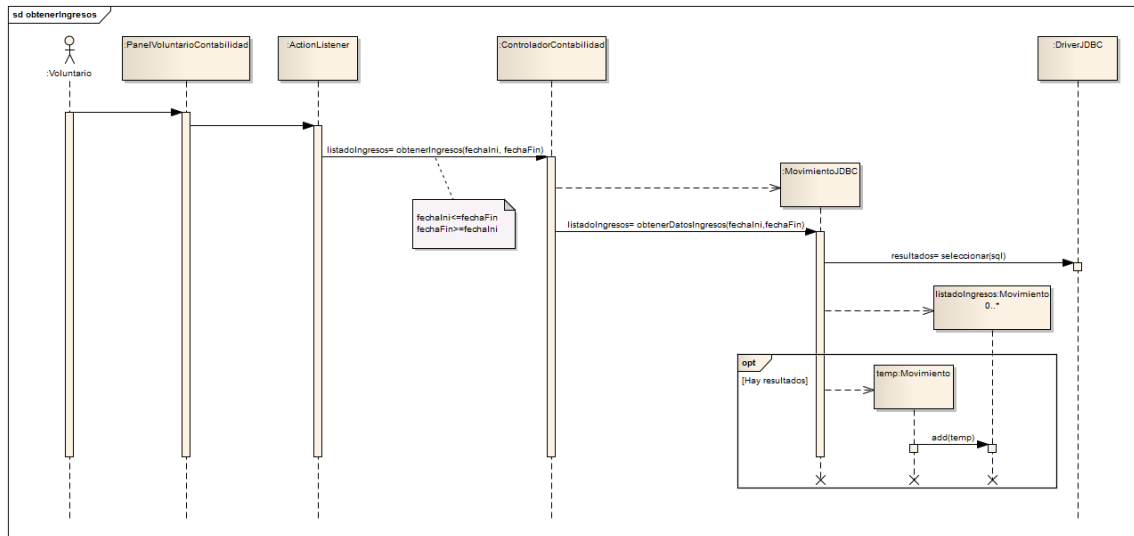 sd obtenerIngresos
:Voluntario
:PanelVoluntarioContabilidad
:ActionListener
:ControladorContabilidad
:DriverJDBC
listadoIngresos= obtenerIngresos(fechaIni, fechaFin)
:MovimientoJDBC
fechaIni<=fechaFin
fechaFin>=fechaIni
listadoIngresos= obtenerDatosIngresos(fechaIni,fechaFin)
resultados= seleccionar(sql)
listadoIngresos:Movimiento
0..*
opt
[Hay resultados]
temp:Movimiento
add(temp)